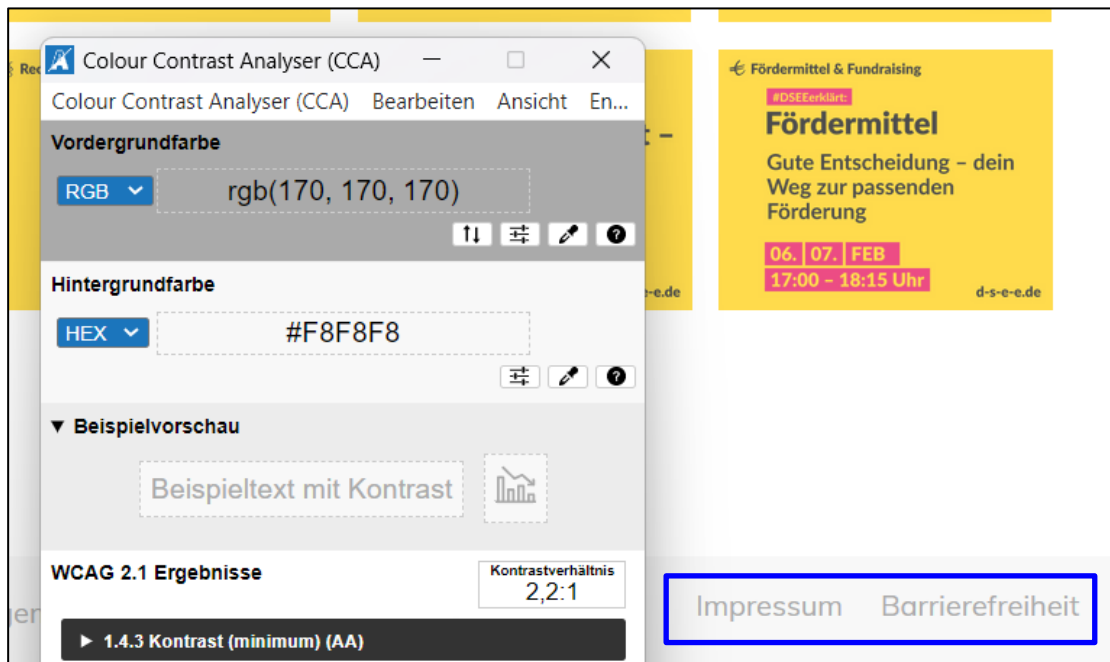 Rec
Colour Contrast Analyser (CCA)
Colour Contrast Analyser (CCA) Bearbeiten Ansicht En...
Vordergrundfarbe
RGB
rgb(170, 170, 170)
Hintergrundfarbe
HEX
#F8F8F8
Beispielvorschau
Beispieltext mit Kontrast
WCAG 2.1 Ergebnisse
Kontrastverhältnis
2,2:1
1.4.3 Kontrast (minimum) (AA)
t –
e-e.de
Fördermittel & Fundraising
#DSEEerklärt:
Fördermittel
Gute Entscheidung – dein
Weg zur passenden
Förderung
06. 07. FEB
17:00 – 18:15 Uhr
d-s-e-e.de
gen
Impressum Barrierefreiheit